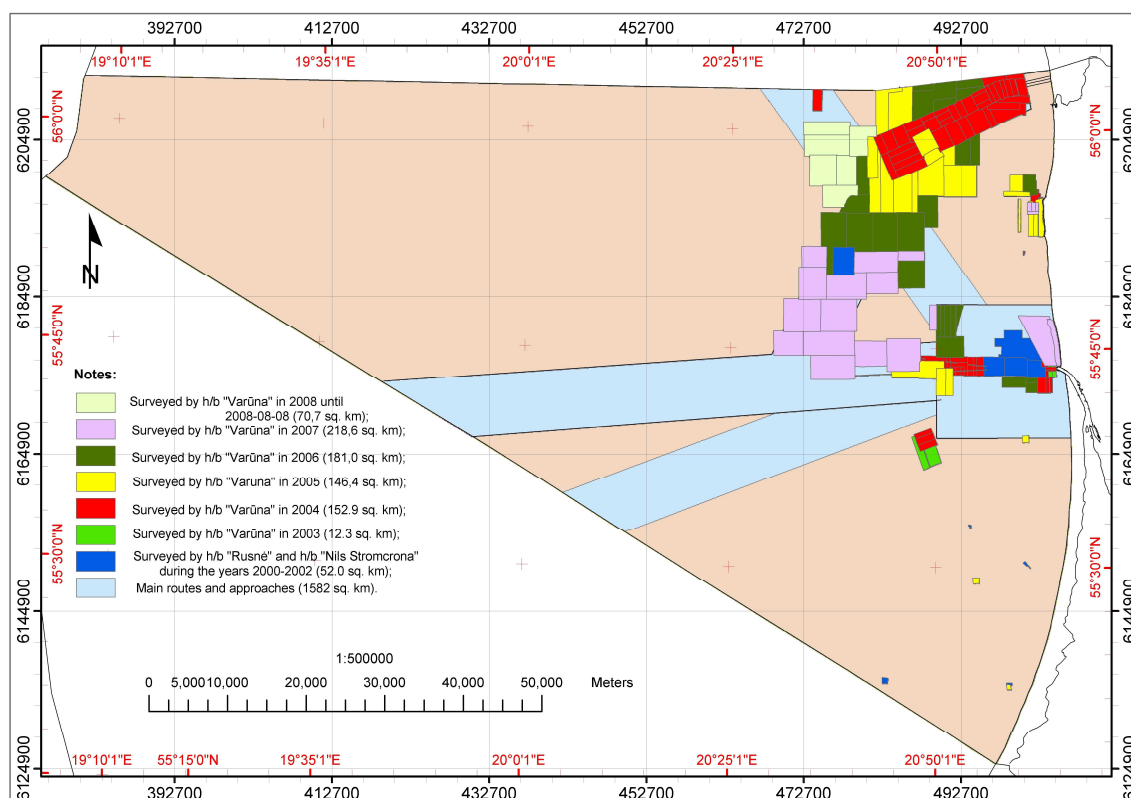 392700 412700 432700 452700 472700 492700
19°10'1"E 19°35'1"E 20°0'1"E 20°25'1"E 20°50'1"E
56°0'0"N 56°0'0"N
6204900 6204900
6184900 6184900
55°45'0"N 55°45'0"N
N
Notes:
Surveyed by h/b "Varūna" in 2008 until
2008-08-08 (70,7 sq. km);
Surveyed by h/b "Varūna" in 2007 (218,6 sq. km);
Surveyed by h/b "Varūna" in 2006 (181,0 sq. km);
Surveyed by h/b "Varuna" in 2005 (146,4 sq. km);
Surveyed by h/b "Varūna" in 2004 (152.9 sq. km);
Surveyed by h/b "Varūna" in 2003 (12.3 sq. km);
Surveyed by h/b "Rusnė" and h/b "Nils Stromcrona"
during the years 2000-2002 (52.0 sq. km);
Main routes and approaches (1582 sq. km).
6164900 6164900
55°30'0"N 55°30'0"N
6144900 6144900
1:500000
0 5,000 10,000 20,000 30,000 40,000 50,000 Meters
6124900 6124900
19°10'1"E 55°15'0"N 19°35'1"E 20°0'1"E 20°25'1"E 20°50'1"E
392700 412700 432700 452700 472700 492700